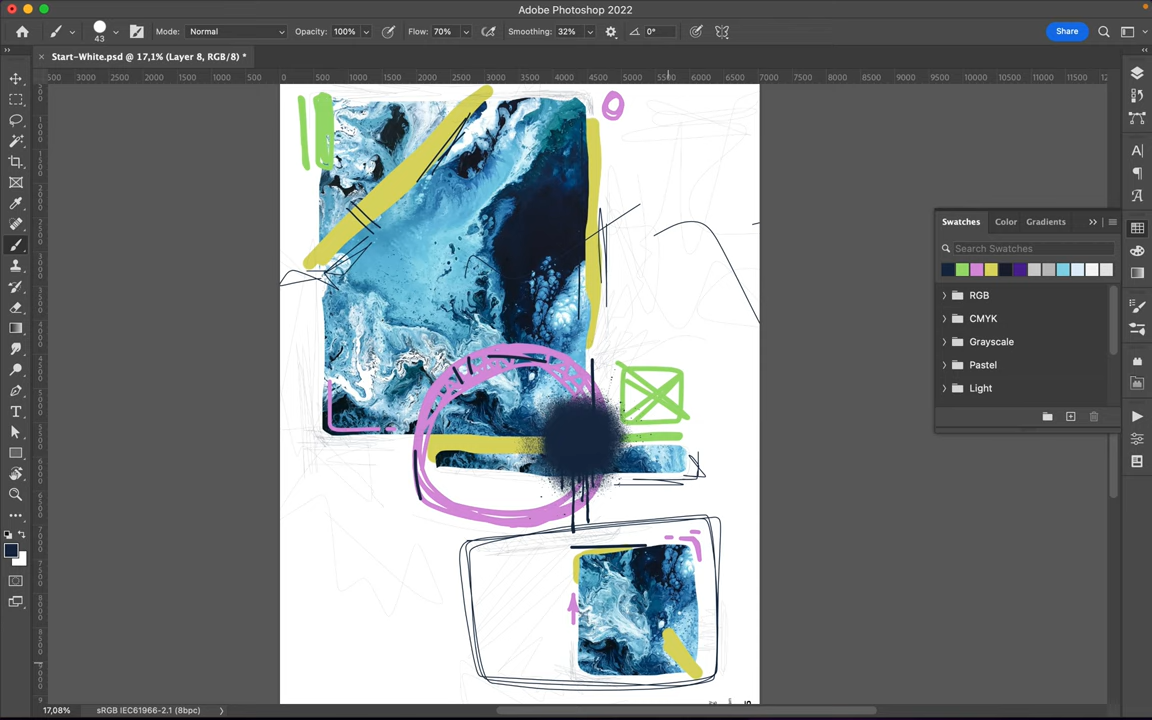 Adobe Photoshop 2022
43
Mode: Normal
Opacity: 100%
Flow: 70%
Smoothing: 32%
0°
Share
× Start-White.psd @ 17,1% (Layer 8, RGB/8) *
500 3000 2500 2000 1500 1000 500 0 500 1000 1500 2000 2500 3000 3500 4000 4500 5000 5500 6000 6500 7000 7500 8000 8500 9000 9500 10000 10500 11000 11500
Swatches
Color
Gradients
Search Swatches
RGB
CMYK
Grayscale
Pastel
Light
17,08%
sRGB IEC61966-2.1 (8bpc)